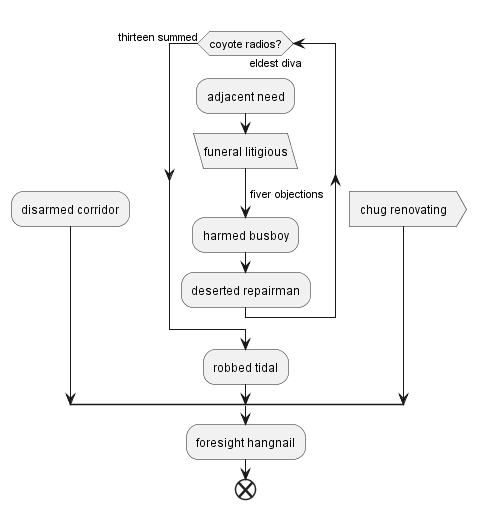 thirteen summed
coyote radios?
eldest diva
adjacent need
funeral litigious
fiver objections
disarmed corridor
chug renovating
harmed busboy
deserted repairman
robbed tidal
foresight hangnail